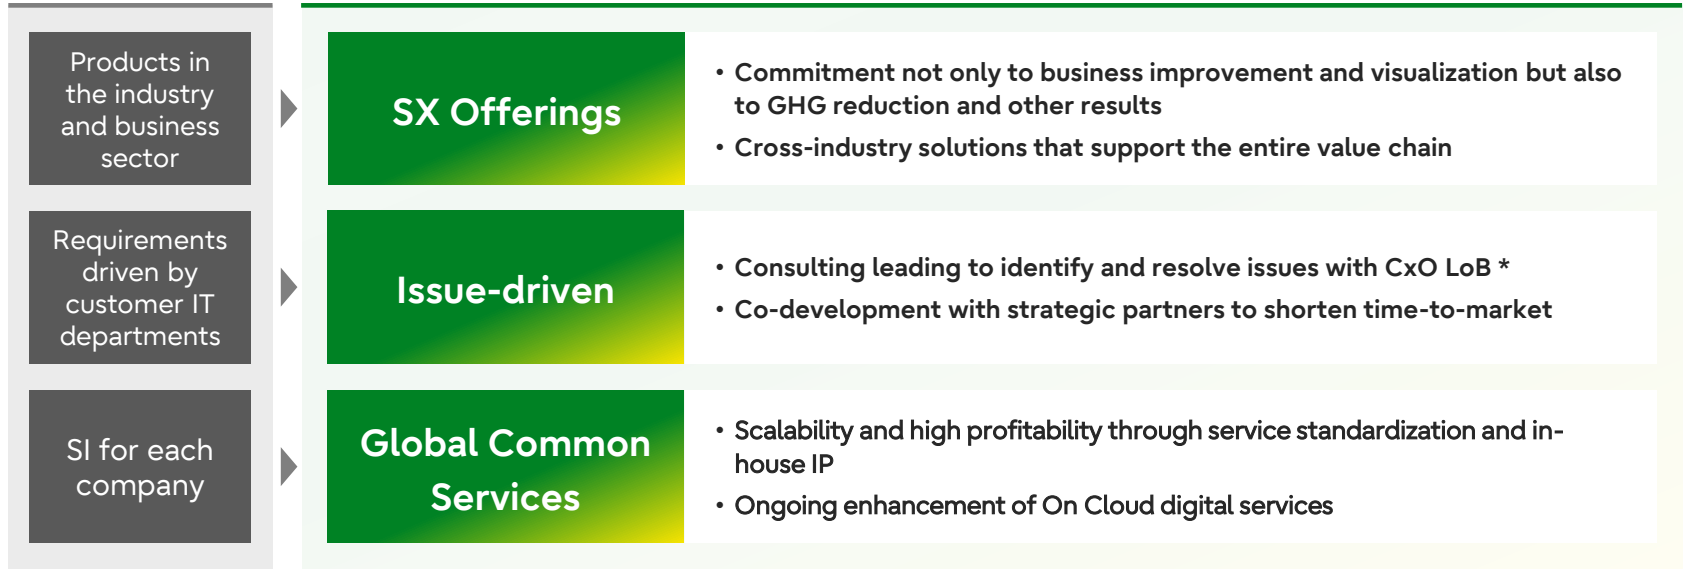 Products in
the industry
and business
sector
SX Offerings
• Commitment not only to business improvement and visualization but also
to GHG reduction and other results
• Cross-industry solutions that support the entire value chain
Requirements
driven by
customer IT
departments
Issue-driven
• Consulting leading to identify and resolve issues with CxO LoB *
• Co-development with strategic partners to shorten time-to-market
SI for each
company
Global Common
Services
• Scalability and high profitability through service standardization and in-
house IP
• Ongoing enhancement of On Cloud digital services